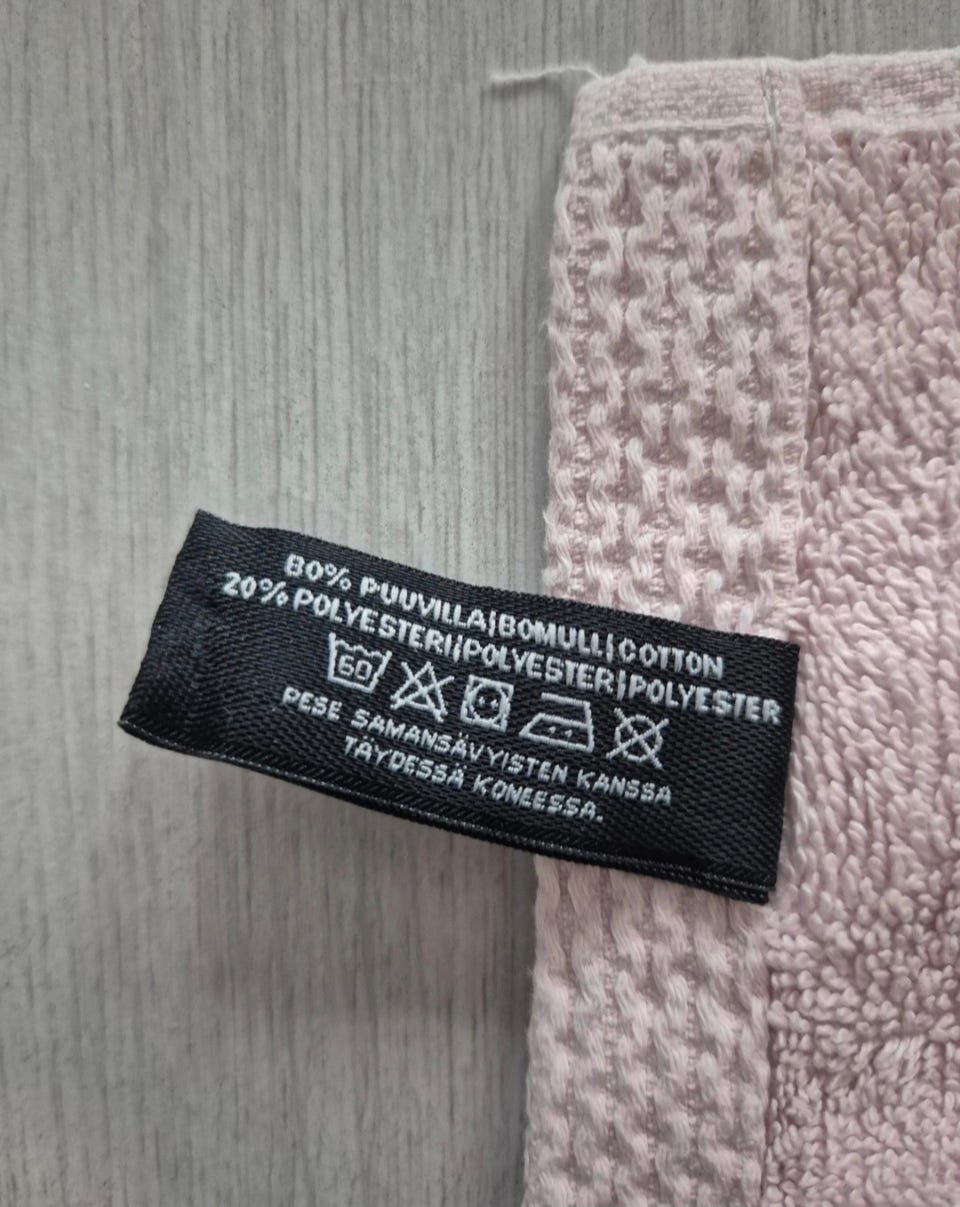 80% PUUVILLA|BOMULL|COTTON
20% POLYESTERI|POLYESTER|POLYESTER
60
PESE SAMANSÄVYISTEN KANSSA
TÄYDESSÄ KONEESSA.